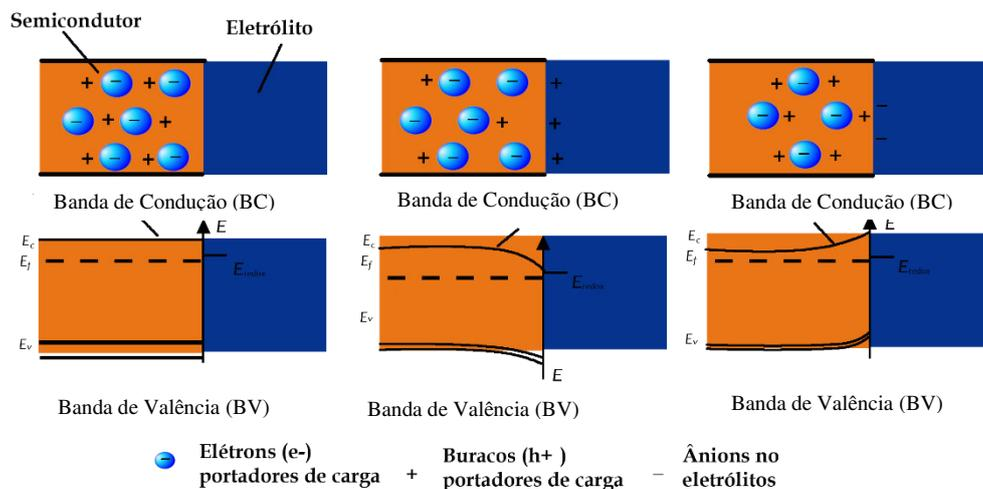 Semicondutor
Eletrólito
Banda de Condução (BC)
Banda de Condução (BC)
Banda de Condução (BC)
E
Ec
Ef
Eredox
Ev
Ec
Ef
Eredox
Ev
E
E
Ec
Ef
Eredox
Ev
Banda de Valência (BV)
Banda de Valência (BV)
Banda de Valência (BV)
Elétrons (e-)
portadores de carga
+
Buracos (h+ )
portadores de carga
–
Ânions no
eletrólitos